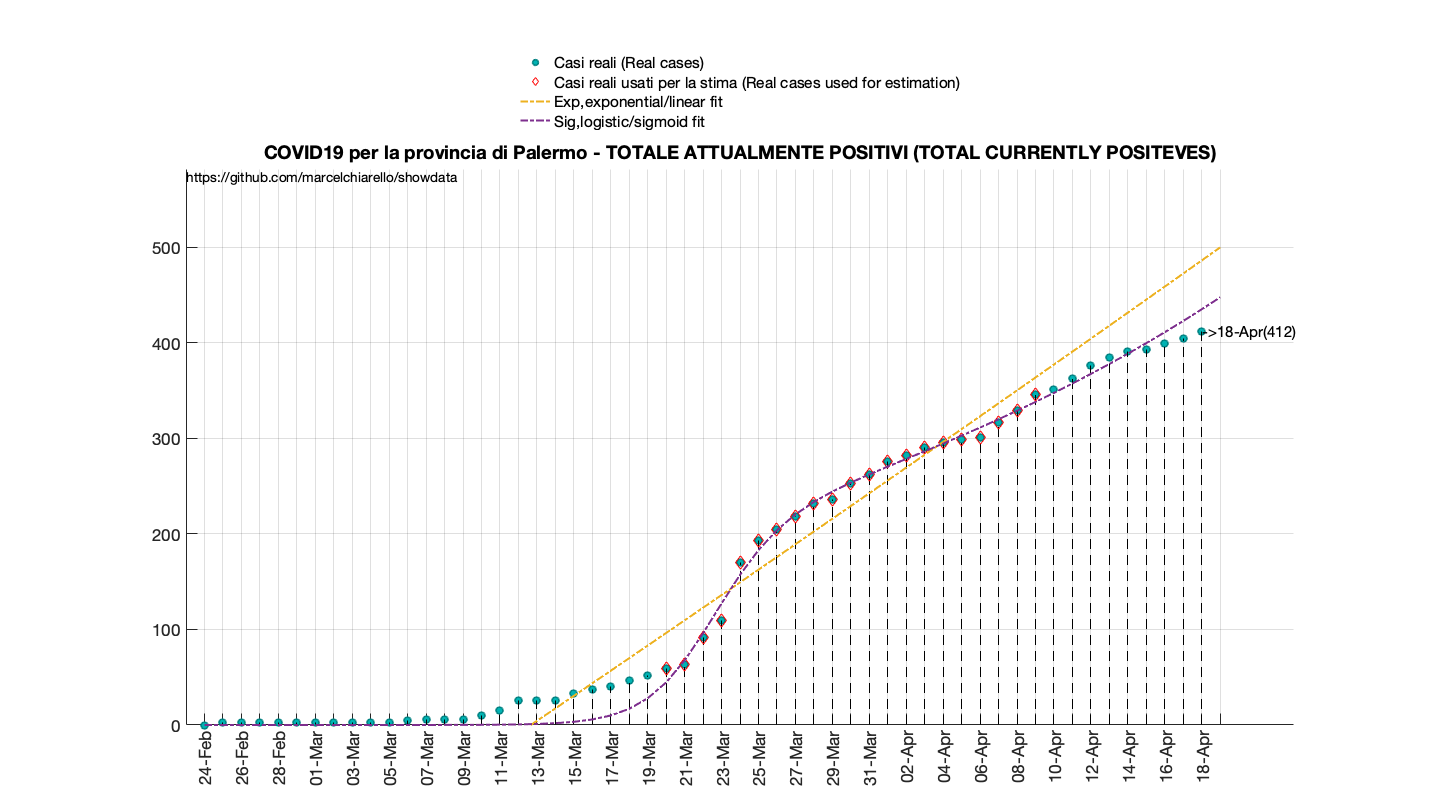 Casi reali (Real cases)
Casi reali usati per la stima (Real cases used for estimation)
Exp,exponential/linear fit
Sig,logistic/sigmoid fit
COVID19 per la provincia di Palermo - TOTALE ATTUALMENTE POSITIVI (TOTAL CURRENTLY POSITEVES)
https://github.com/marcelchiarello/showdata
500
400
300
200
100
0
->18-Apr(412)
24-Feb
26-Feb
28-Feb
01-Mar
03-Mar
05-Mar
07-Mar
09-Mar
11-Mar
13-Mar
15-Mar
17-Mar
19-Mar
21-Mar
23-Mar
25-Mar
27-Mar
29-Mar
31-Mar
02-Apr
04-Apr
06-Apr
08-Apr
10-Apr
12-Apr
14-Apr
16-Apr
18-Apr